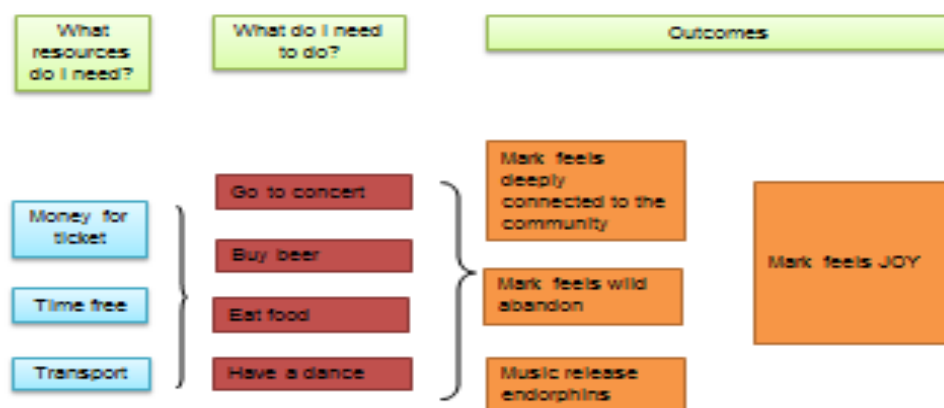 What
resources
do I need?
What do I need
to do?
Outcomes
Money for
ticket
Time free
Transport
Go to concert
Buy beer
Eat food
Have a dance
Mark feels
deeply
connected to the
community
Mark feels wild
abandon
Music release
endorphins
Mark feels JOY